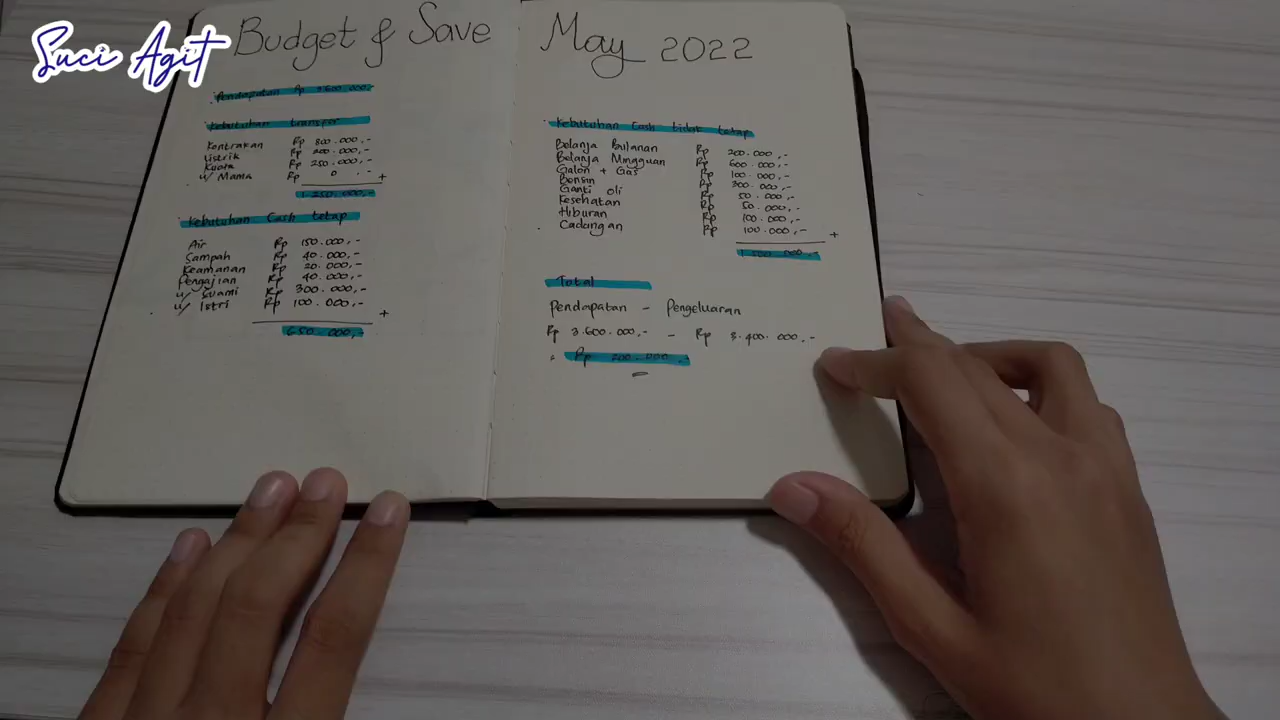 Suci Agit
Budget & Save
Pendapatan Rp 3.600.000,-
Kebutuhan transper
Kontrakan Rp 800.000,-
Listrik Rp 200.000,-
Kuota Rp 250.000,-
u/ Mama Rp 0 .-
+
1.250.000,-
Kebutuhan Cash tetap
Air Rp 150.000,-
Sampah Rp 40.000,-
Keamanan Rp 20.000,-
Pengajian Rp 40.000,-
u/ Suami Rp 300.000,-
u/ Istri Rp 100.000,-
+
650.000,-
May 2022
Kebutuhan Cash tidak tetap
Belanja Bulanan Rp 200.000,-
Belanja Mingguan Rp 600.000,-
Galon + Gas Rp 100.000,-
Bensin Rp 300.000,-
Ganti Oli Rp 50.000,-
Kesehatan Rp 50.000,-
Hiburan Rp 100.000,-
Cadangan Rp 100.000,-
+
1.500.000,-
Total
Pendapatan - Pengeluaran
Rp 3.600.000,- - Rp 3.400.000,-
= Rp 200.000,-